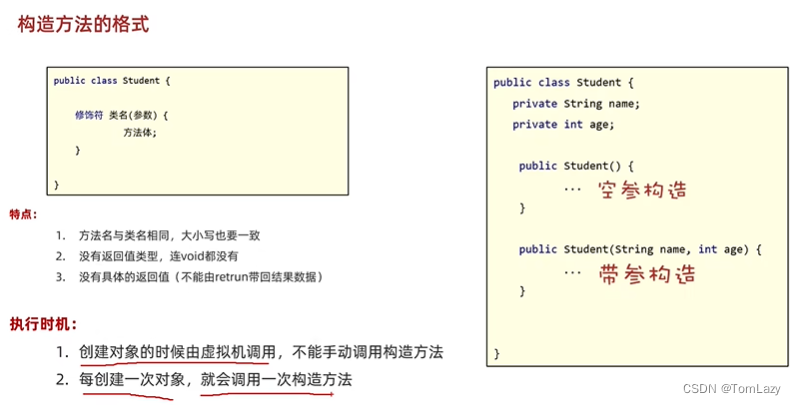 构造方法的格式
public class Student {
修饰符 类名(参数) {
方法体;
}
}
特点：
1. 方法名与类名相同，大小写也要一致
2. 没有返回值类型，连void都没有
3. 没有具体的返回值（不能由retrun带回结果数据）
执行时机：
1. 创建对象的时候由虚拟机调用，不能手动调用构造方法
2. 每创建一次对象，就会调用一次构造方法
public class Student {
private String name;
private int age;
public Student() {
... 空参构造
}
public Student(String name, int age) {
... 带参构造
}
}
CSDN @TomLazy